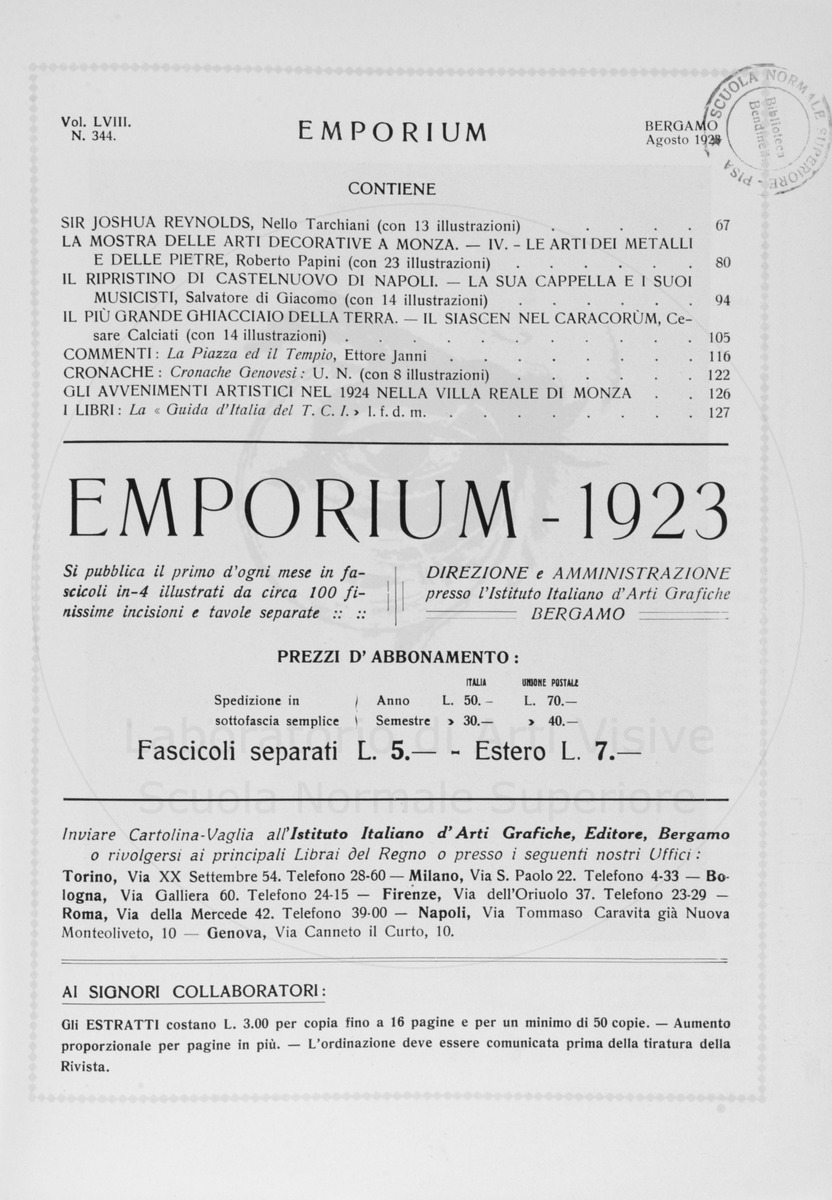 Vol. LVIII.
N. 344.
EMPORIUM
BERGAMO
Agosto 1923
SCUOLA NORMALE SUPERIORE - PISA
Biblioteca
CONTIENE
SIR JOSHUA REYNOLDS, Nello Tarchiani (con 13 illustrazioni) . . . . . 67
LA MOSTRA DELLE ARTI DECORATIVE A MONZA. — IV. - LE ARTI DEI METALLI
E DELLE PIETRE, Roberto Papini (con 23 illustrazioni) . . . . . . 80
IL RIPRISTINO DI CASTELNUOVO DI NAPOLI. — LA SUA CAPPELLA E I SUOI
MUSICISTI, Salvatore di Giacomo (con 14 illustrazioni) . . . . . . 94
IL PIÙ GRANDE GHIACCIAIO DELLA TERRA. — IL SIASCEN NEL CARACORÙM, Ce-
sare Calciati (con 14 illustrazioni) . . . . . . . . . . 105
COMMENTI: La Piazza ed il Tempio, Ettore Janni . . . . . . . . 116
CRONACHE: Cronache Genovesi: U. N. (con 8 illustrazioni) . . . . . . 122
GLI AVVENIMENTI ARTISTICI NEL 1924 NELLA VILLA REALE DI MONZA . . 126
I LIBRI: La « Guida d'Italia del T. C. I. » l. f. d. m. . . . . . . . . 127
EMPORIUM - 1923
Si pubblica il primo d'ogni mese in fa-
scicoli in-4 illustrati da circa 100 fi-
nissime incisioni e tavole separate :: ::
DIREZIONE e AMMINISTRAZIONE
presso l'Istituto Italiano d'Arti Grafiche
BERGAMO
PREZZI D'ABBONAMENTO:
ITALIA UNIONE POSTALE
Spedizione in Anno L. 50.— L. 70.—
sottofascia semplice Semestre » 30.— » 40.—
Laboratorio di Arti Visive
Fascicoli separati L. 5.— - Estero L. 7.—
Scuola Normale Superiore
Inviare Cartolina-Vaglia all'Istituto Italiano d'Arti Grafiche, Editore, Bergamo
o rivolgersi ai principali Librai del Regno o presso i seguenti nostri Uffici:
Torino, Via XX Settembre 54. Telefono 28-60 — Milano, Via S. Paolo 22. Telefono 4-33 — Bo-
logna, Via Galliera 60. Telefono 24-15 — Firenze, Via dell'Oriuolo 37. Telefono 23-29 —
Roma, Via della Mercede 42. Telefono 39-00 — Napoli, Via Tommaso Caravita già Nuova
Monteoliveto, 10 — Genova, Via Canneto il Curto, 10.
AI SIGNORI COLLABORATORI:
Gli ESTRATTI costano L. 3.00 per copia fino a 16 pagine e per un minimo di 50 copie. — Aumento
proporzionale per pagine in più. — L'ordinazione deve essere comunicata prima della tiratura della
Rivista.